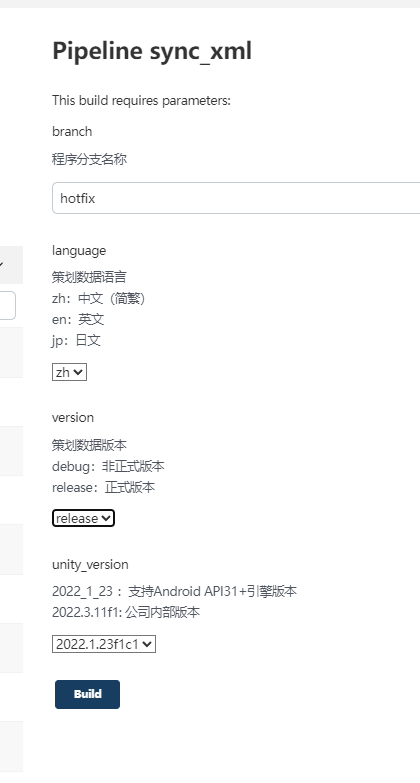 Pipeline sync_xml
This build requires parameters:
branch
程序分支名称
hotfix
language
策划数据语言
zh：中文（简繁）
en：英文
jp：日文
zh
version
策划数据版本
debug：非正式版本
release：正式版本
release
unity_version
2022_1_23 ：支持Android API31+引擎版本
2022.3.11f1: 公司内部版本
2022.1.23f1c1
Build